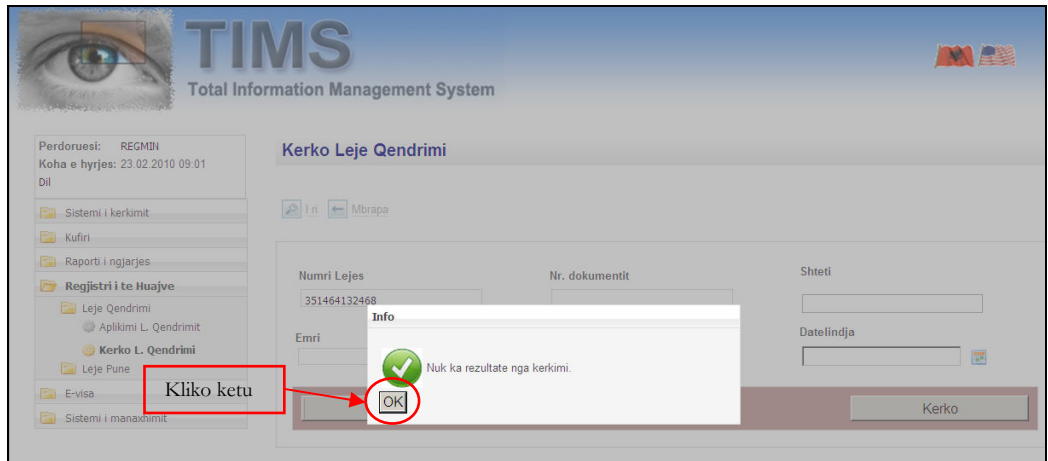 TIMS
Total Information Management System
Perdoruesi: REGMIN
Koha e hyrjes: 23.02.2010 09:01
Dil
Sistemi i kerkimit
Kufiri
Raporti i ngjarjes
Regjistri i te Huajve
Leje Qendrimi
Aplikimi L. Qendrimit
Kerko L. Qendrimi
Leje Pune
E-visa
Sistemi i manaxhimit
Kerko Leje Qendrimi
I ri Mbrapa
Numri Lejes Nr. dokumentit Shteti
351464132468
Emri Datelindja
Info
Nuk ka rezultate nga kerkimi.
OK
Kliko ketu
Kerko